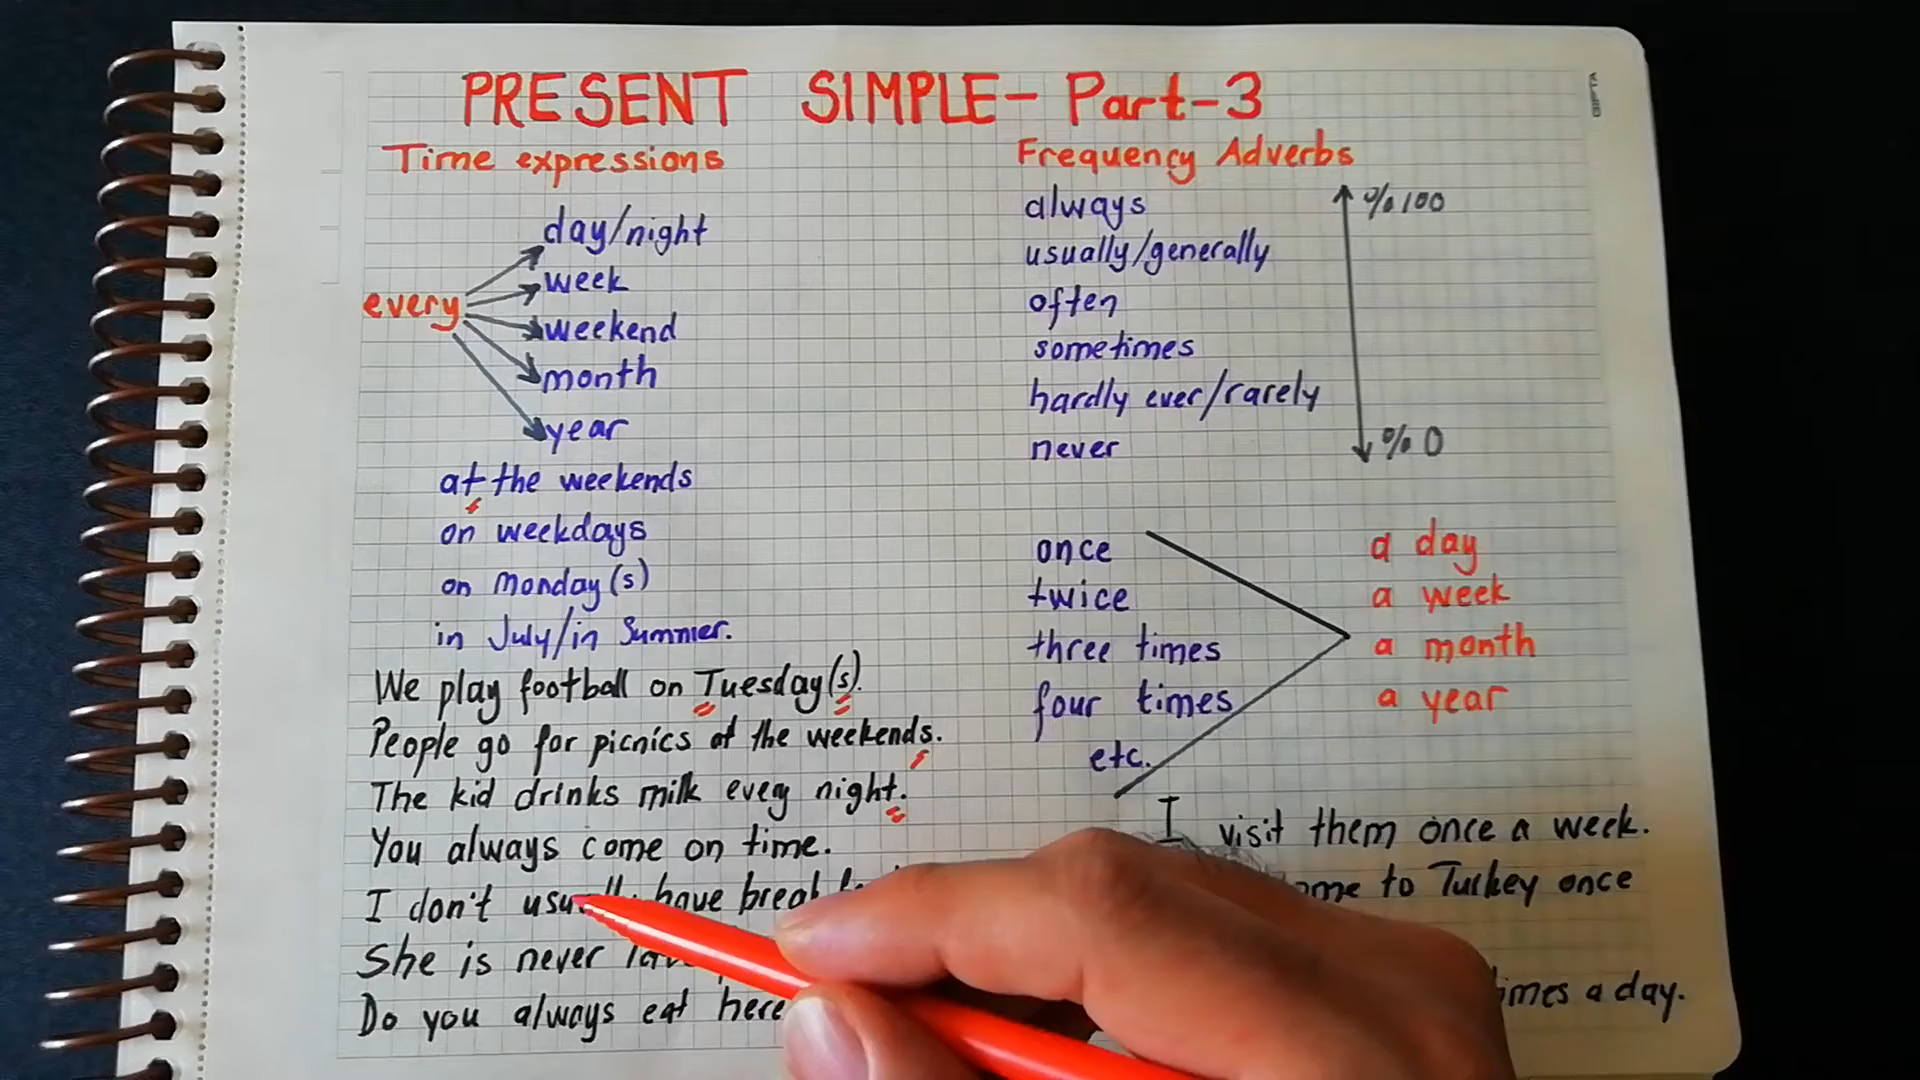 PRESENT SIMPLE- Part-3
Time expressions
every
day/night
week
weekend
month
year
at the weekends
on weekdays
on Monday(s)
in July/in Summer.
We play football on Tuesday(s).
People go for picnics at the weekends.
The kid drinks milk every night.
You always come on time.
I don't usually have
She is never
Do you always eat here
Frequency Adverbs
always
usually/generally
often
sometimes
hardly ever/rarely
never
%100
%0
once
twice
three times
four times
etc.
a day
a week
a month
a year
I visit them once a week.
to Turkey once
times a day.
GIPTA